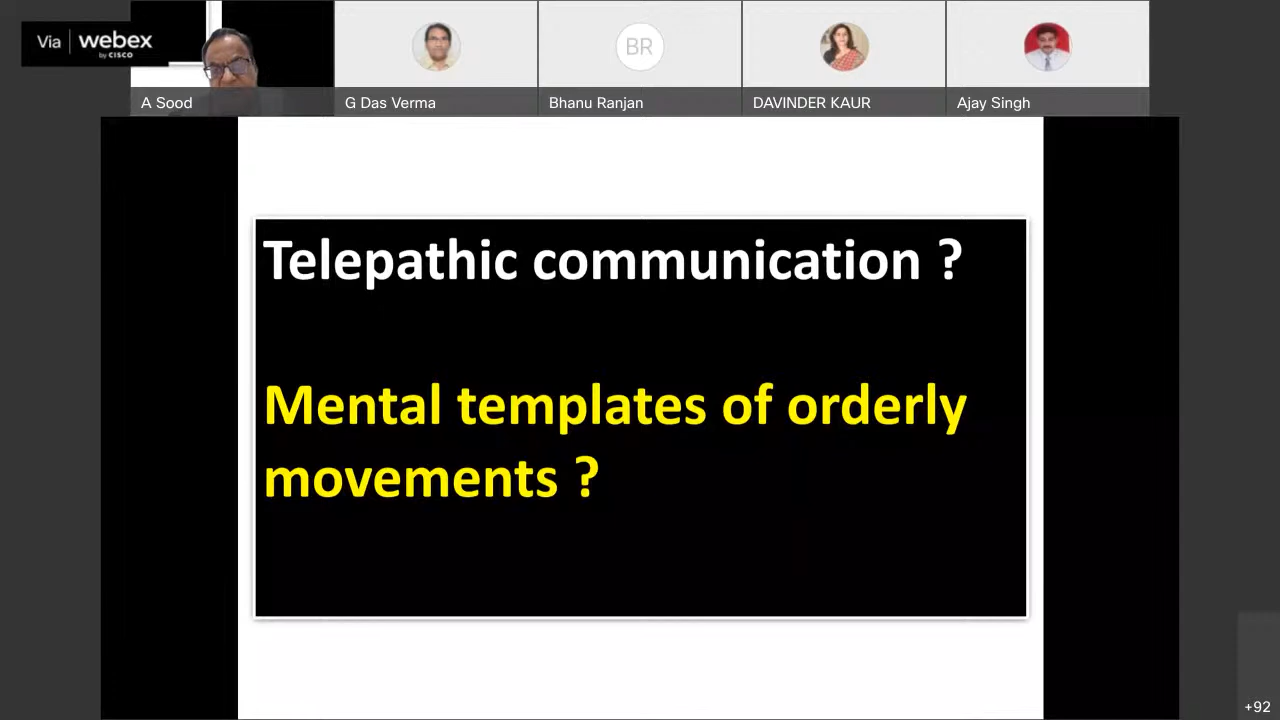 Via webex
by CISCO
A Sood
G Das Verma
BR
Bhanu Ranjan
DAVINDER KAUR
Ajay Singh
Telepathic communication ?
Mental templates of orderly
movements ?
+92